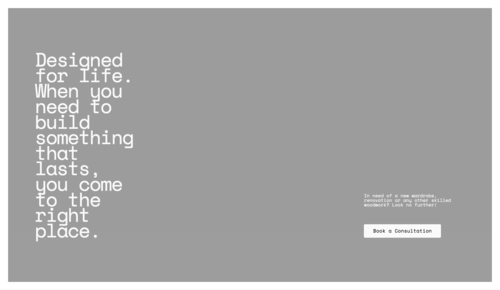 Designed
for life.
When you
need to
build
something
that
lasts,
you come
to the
right
place.
In need of a new wardrobe,
renovation or any other skilled
woodwork? Look no further!
Book a Consultation